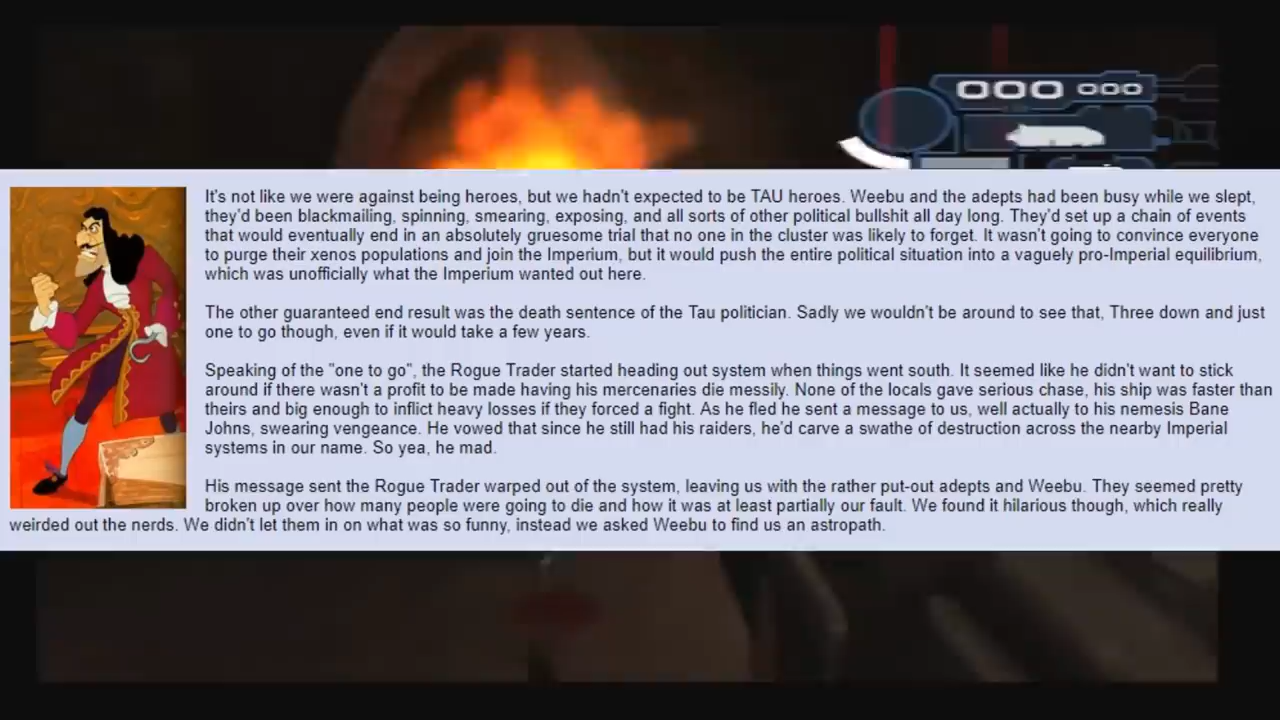 000 000
It's not like we were against being heroes, but we hadn't expected to be TAU heroes. Weebu and the adepts had been busy while we slept,
they'd been blackmailing, spinning, smearing, exposing, and all sorts of other political bullshit all day long. They'd set up a chain of events
that would eventually end in an absolutely gruesome trial that no one in the cluster was likely to forget. It wasn't going to convince everyone
to purge their xenos populations and join the Imperium, but it would push the entire political situation into a vaguely pro-Imperial equilibrium,
which was unofficially what the Imperium wanted out here.
The other guaranteed end result was the death sentence of the Tau politician. Sadly we wouldn't be around to see that, Three down and just
one to go though, even if it would take a few years.
Speaking of the "one to go", the Rogue Trader started heading out system when things went south. It seemed like he didn't want to stick
around if there wasn't a profit to be made having his mercenaries die messily. None of the locals gave serious chase, his ship was faster than
theirs and big enough to inflict heavy losses if they forced a fight. As he fled he sent a message to us, well actually to his nemesis Bane
Johns, swearing vengeance. He vowed that since he still had his raiders, he'd carve a swathe of destruction across the nearby Imperial
systems in our name. So yea, he mad.
His message sent the Rogue Trader warped out of the system, leaving us with the rather put-out adepts and Weebu. They seemed pretty
broken up over how many people were going to die and how it was at least partially our fault. We found it hilarious though, which really
weirded out the nerds. We didn't let them in on what was so funny, instead we asked Weebu to find us an astropath.